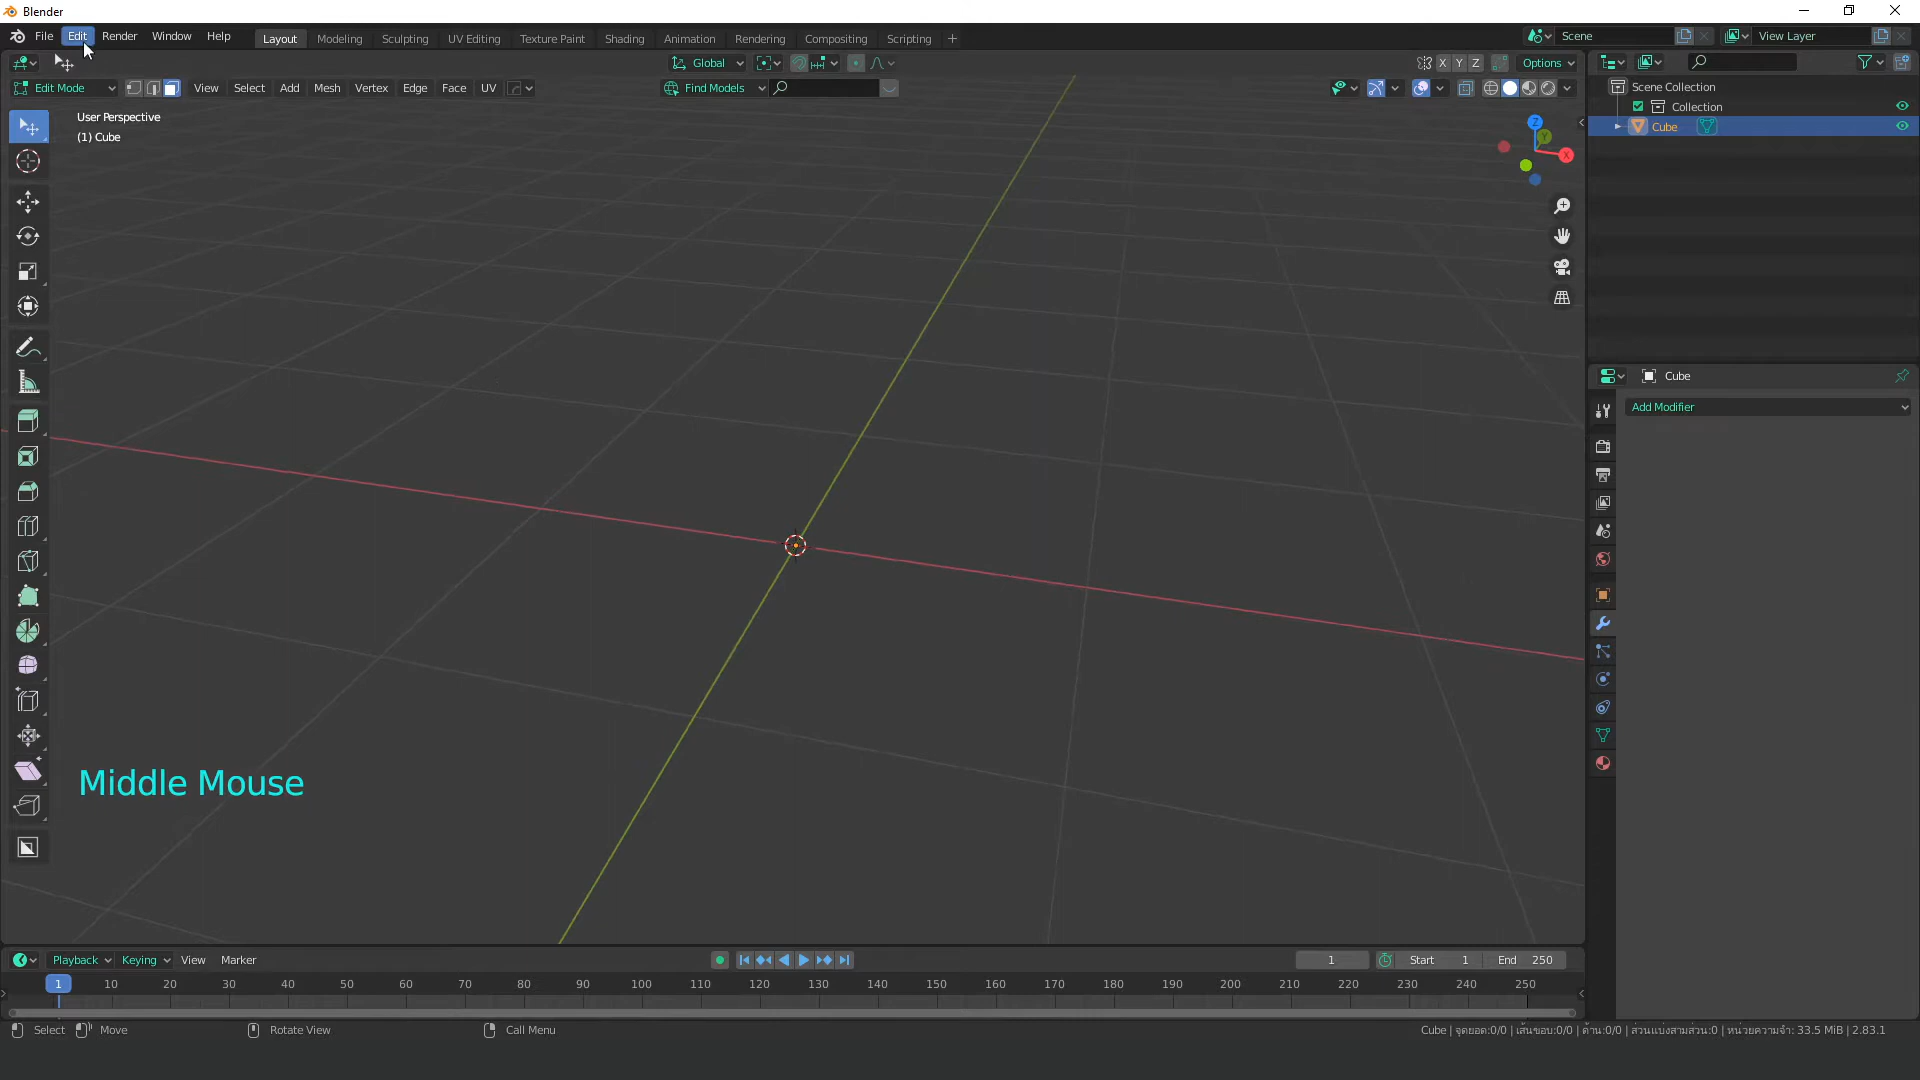 Blender
File Edit Render Window Help Layout Modeling Sculpting UV Editing Texture Paint Shading Animation Rendering Compositing Scripting + Scene View Layer
Global X Y Z Options
Edit Mode View Select Add Mesh Vertex Edge Face UV Find Models
User Perspective
(1) Cube
Z
Y
X
Scene Collection
Collection
Cube
Cube
Add Modifier
Middle Mouse
Playback Keying View Marker 1 Start 1 End 250
1 10 20 30 40 50 60 70 80 90 100 110 120 130 140 150 160 170 180 190 200 210 220 230 240 250
Select Move Rotate View Call Menu Cube | จุดยอด:0/0 | เส้นขอบ:0/0 | ด้าน:0/0 | ส่วนแบ่งสามส่วน:0 | หน่วยความจำ: 33.5 MiB | 2.83.1